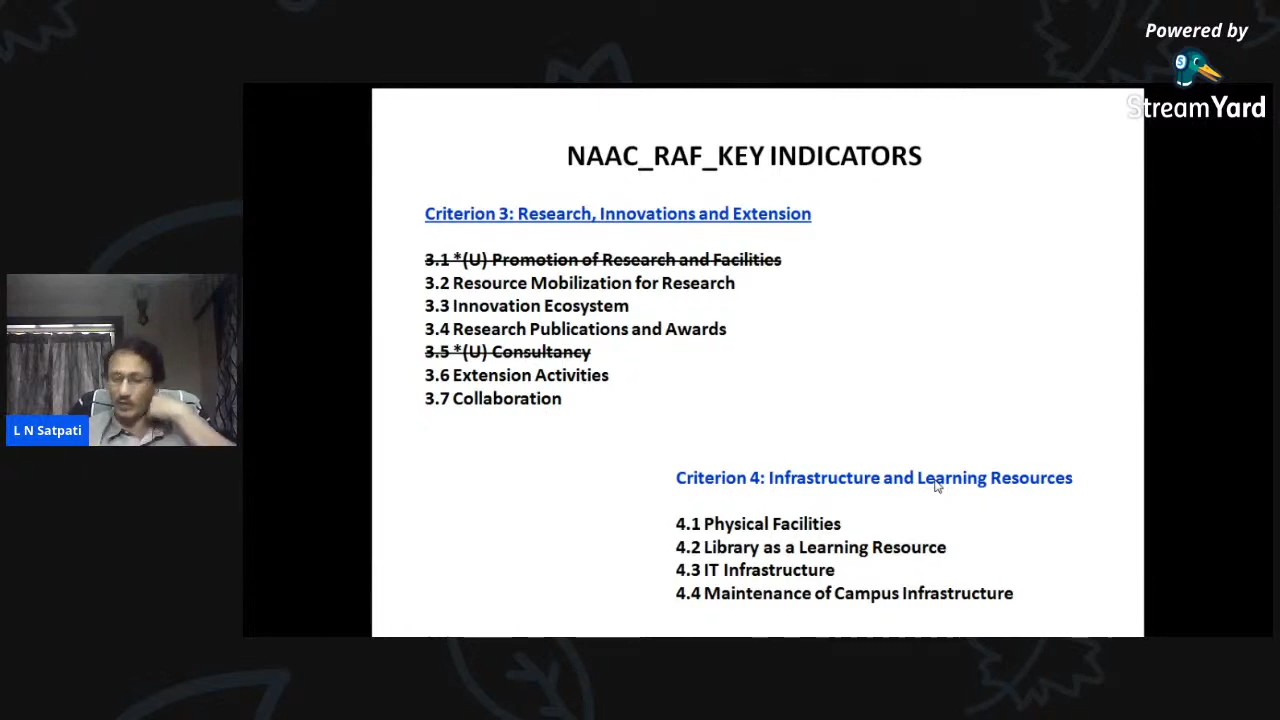 Powered by
StreamYard
NAAC_RAF_KEY INDICATORS
Criterion 3: Research, Innovations and Extension
3.1 *(U) Promotion of Research and Facilities
3.2 Resource Mobilization for Research
3.3 Innovation Ecosystem
3.4 Research Publications and Awards
3.5 *(U) Consultancy
3.6 Extension Activities
3.7 Collaboration
L N Satpati
Criterion 4: Infrastructure and Learning Resources
4.1 Physical Facilities
4.2 Library as a Learning Resource
4.3 IT Infrastructure
4.4 Maintenance of Campus Infrastructure